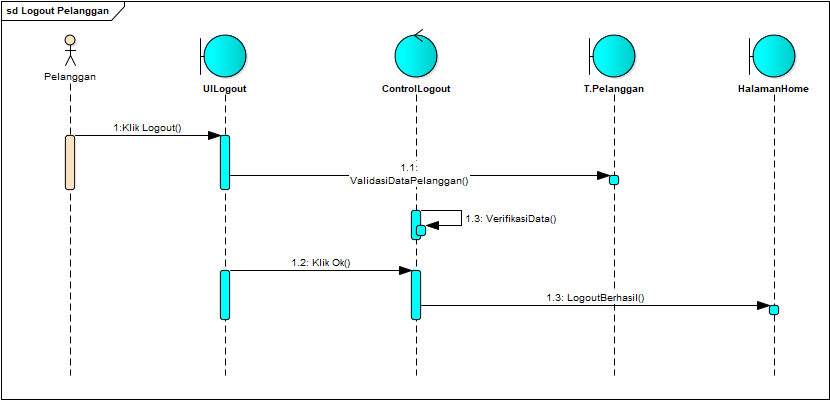 sd Logout Pelanggan
Pelanggan
UILogout
ControlLogout
T.Pelanggan
HalamanHome
1:Klik Logout()
1.1:
ValidasiDataPelanggan()
1.3: VerifikasiData()
1.2: Klik Ok()
1.3: LogoutBerhasil()